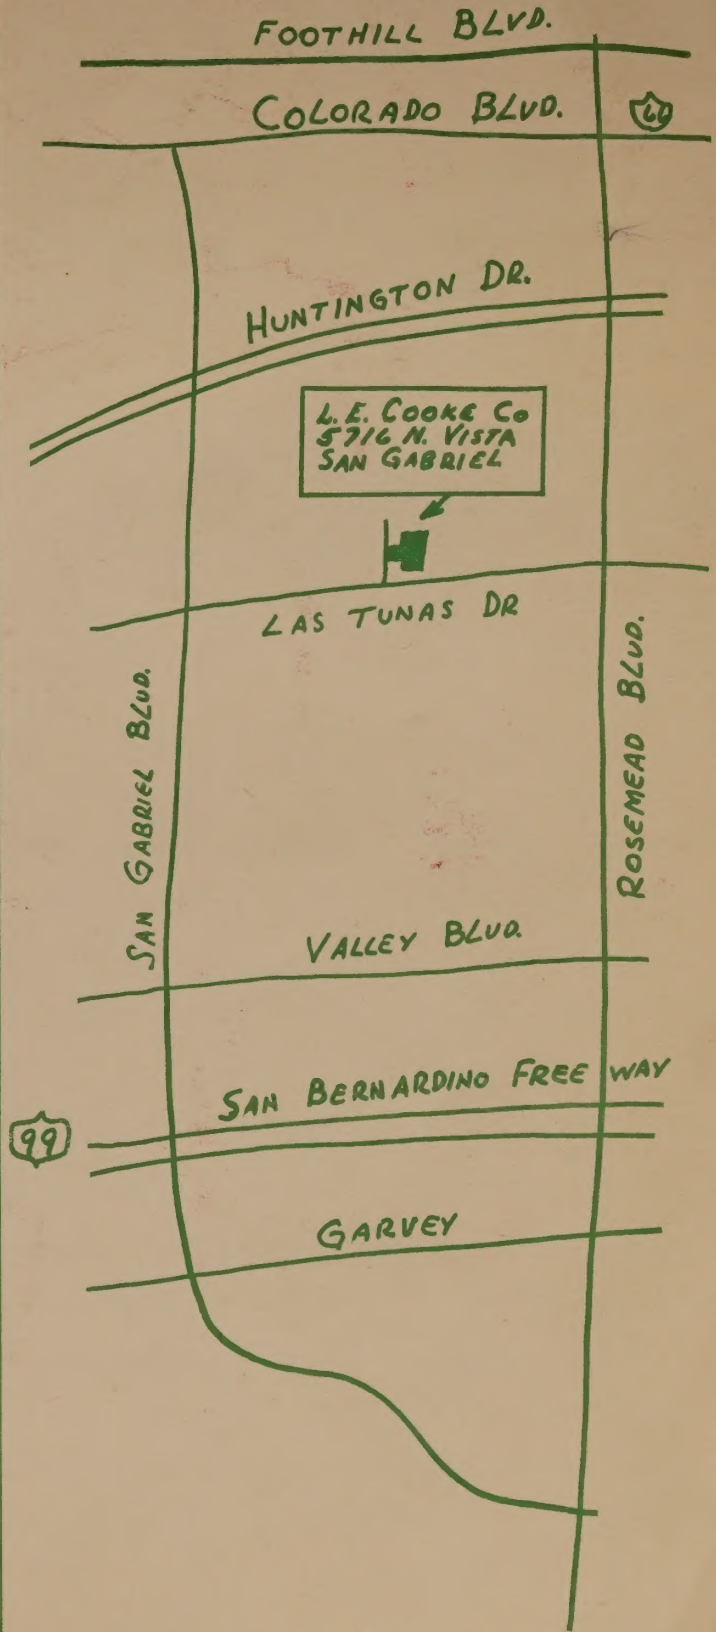 FOOTHILL BLVD.
COLORADO BLVD.
66
HUNTINGTON DR.
L. E. COOKE CO
5716 N. VISTA
SAN GABRIEL
LAS TUNAS DR
SAN GABRIEL BLVD.
ROSEMEAD BLVD.
VALLEY BLVD.
SAN BERNARDINO FREE WAY
99
GARVEY